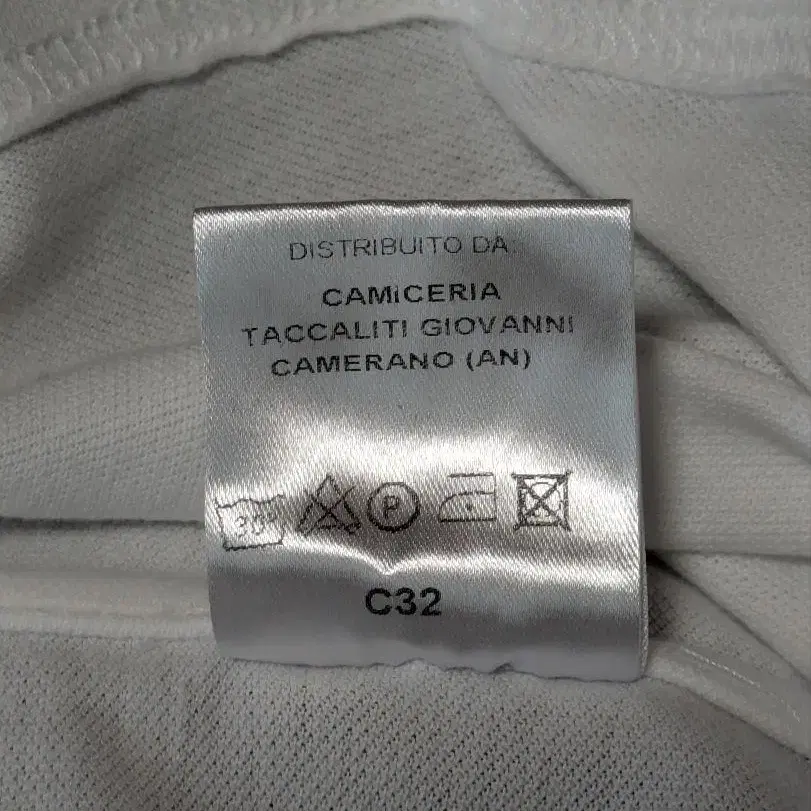 DISTRIBUITO DA:
CAMICERIA
TACCALITI GIOVANNI
CAMERANO (AN)
30° P
C32